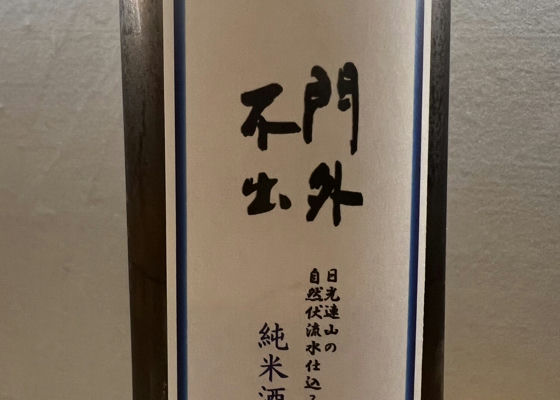 門外
不出
日光連山の
自然伏流水仕込み
純米酒